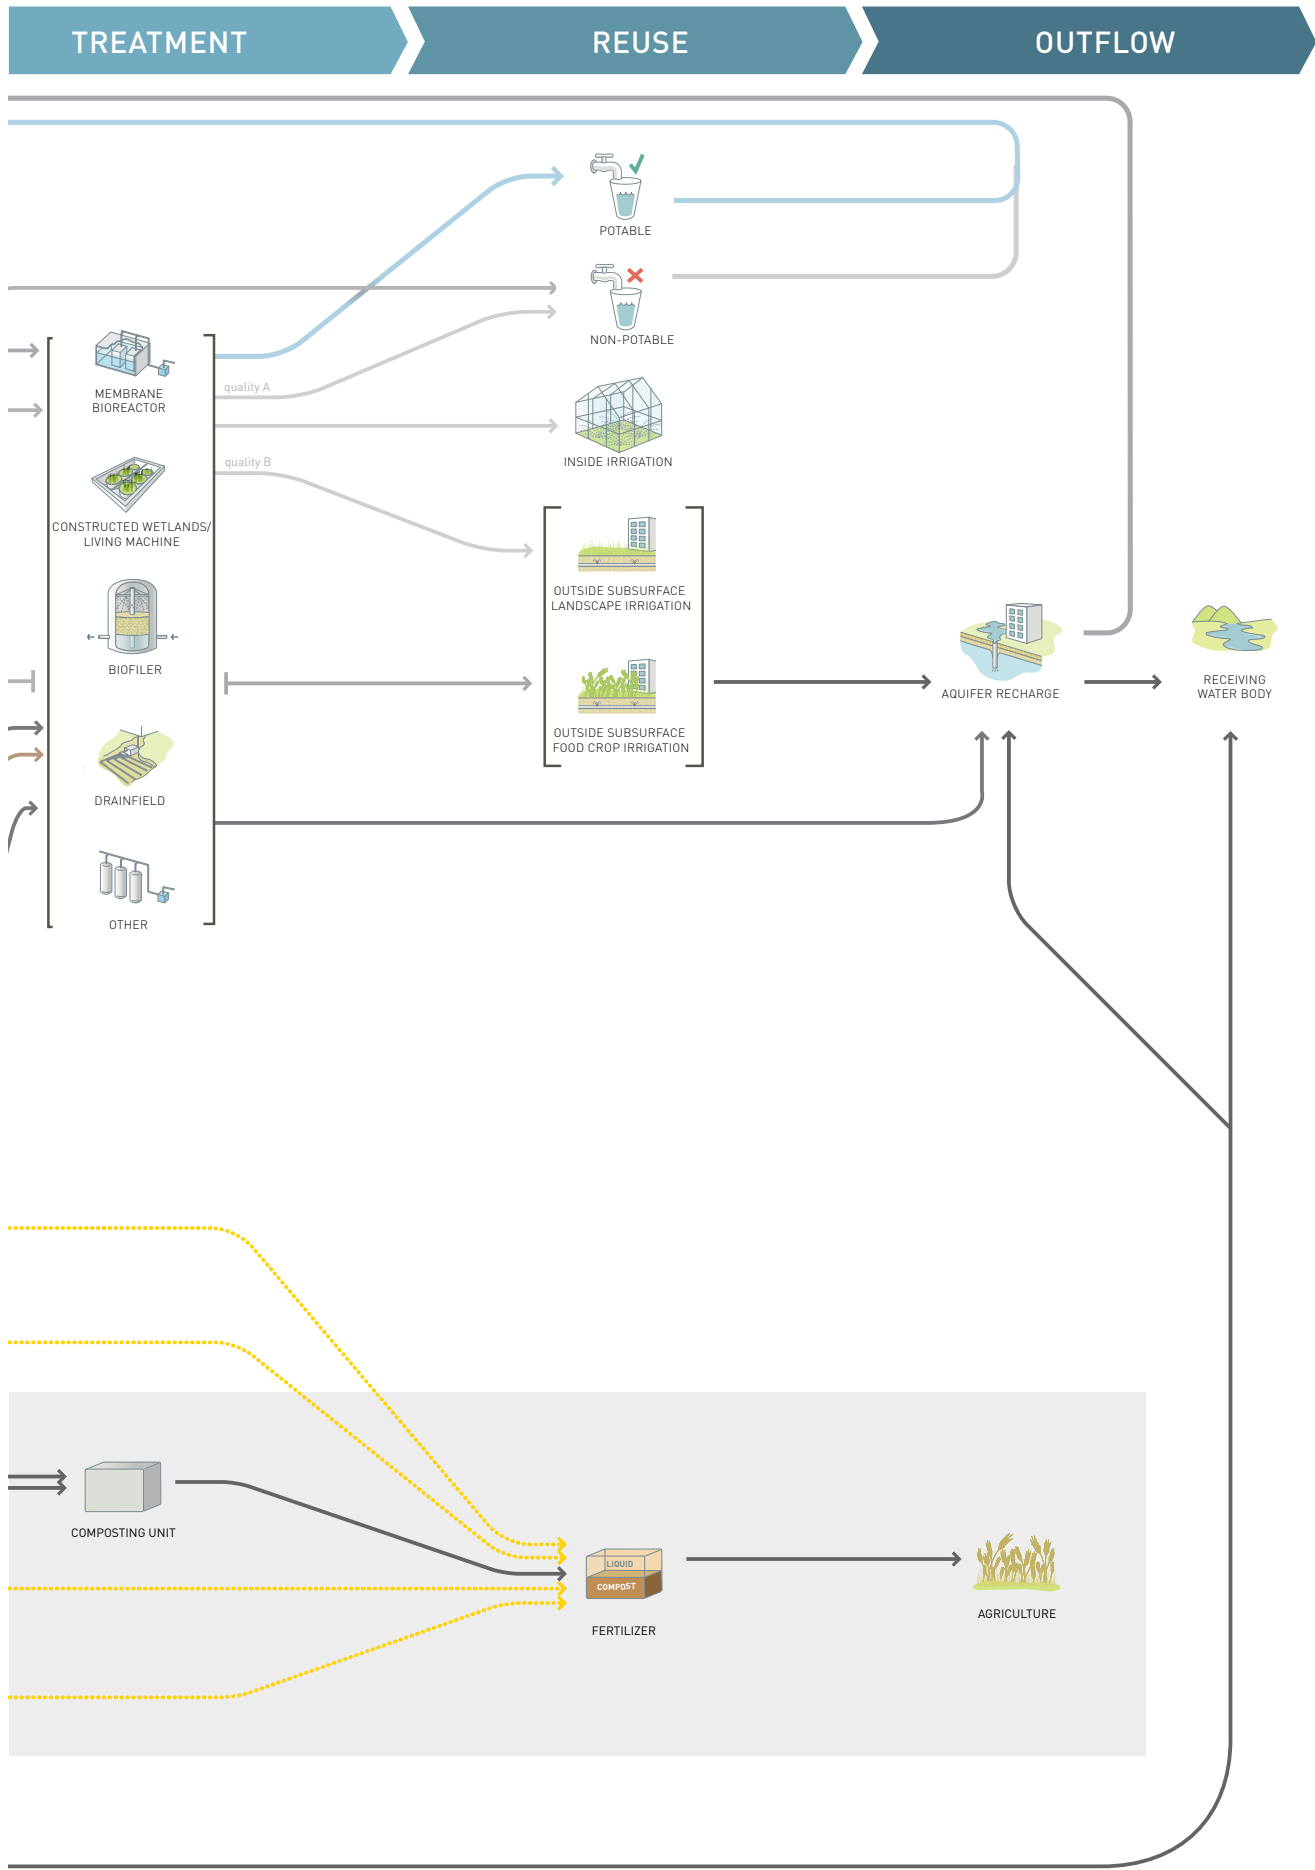 TREATMENT
REUSE
OUTFLOW
POTABLE
NON-POTABLE
MEMBRANE
BIOREACTOR
quality A
INSIDE IRRIGATION
quality B
CONSTRUCTED WETLANDS/
LIVING MACHINE
OUTSIDE SUBSURFACE
LANDSCAPE IRRIGATION
BIOFILER
AQUIFER RECHARGE
RECEIVING
WATER BODY
OUTSIDE SUBSURFACE
FOOD CROP IRRIGATION
DRAINFIELD
OTHER
COMPOSTING UNIT
LIQUID
COMPOST
FERTILIZER
AGRICULTURE